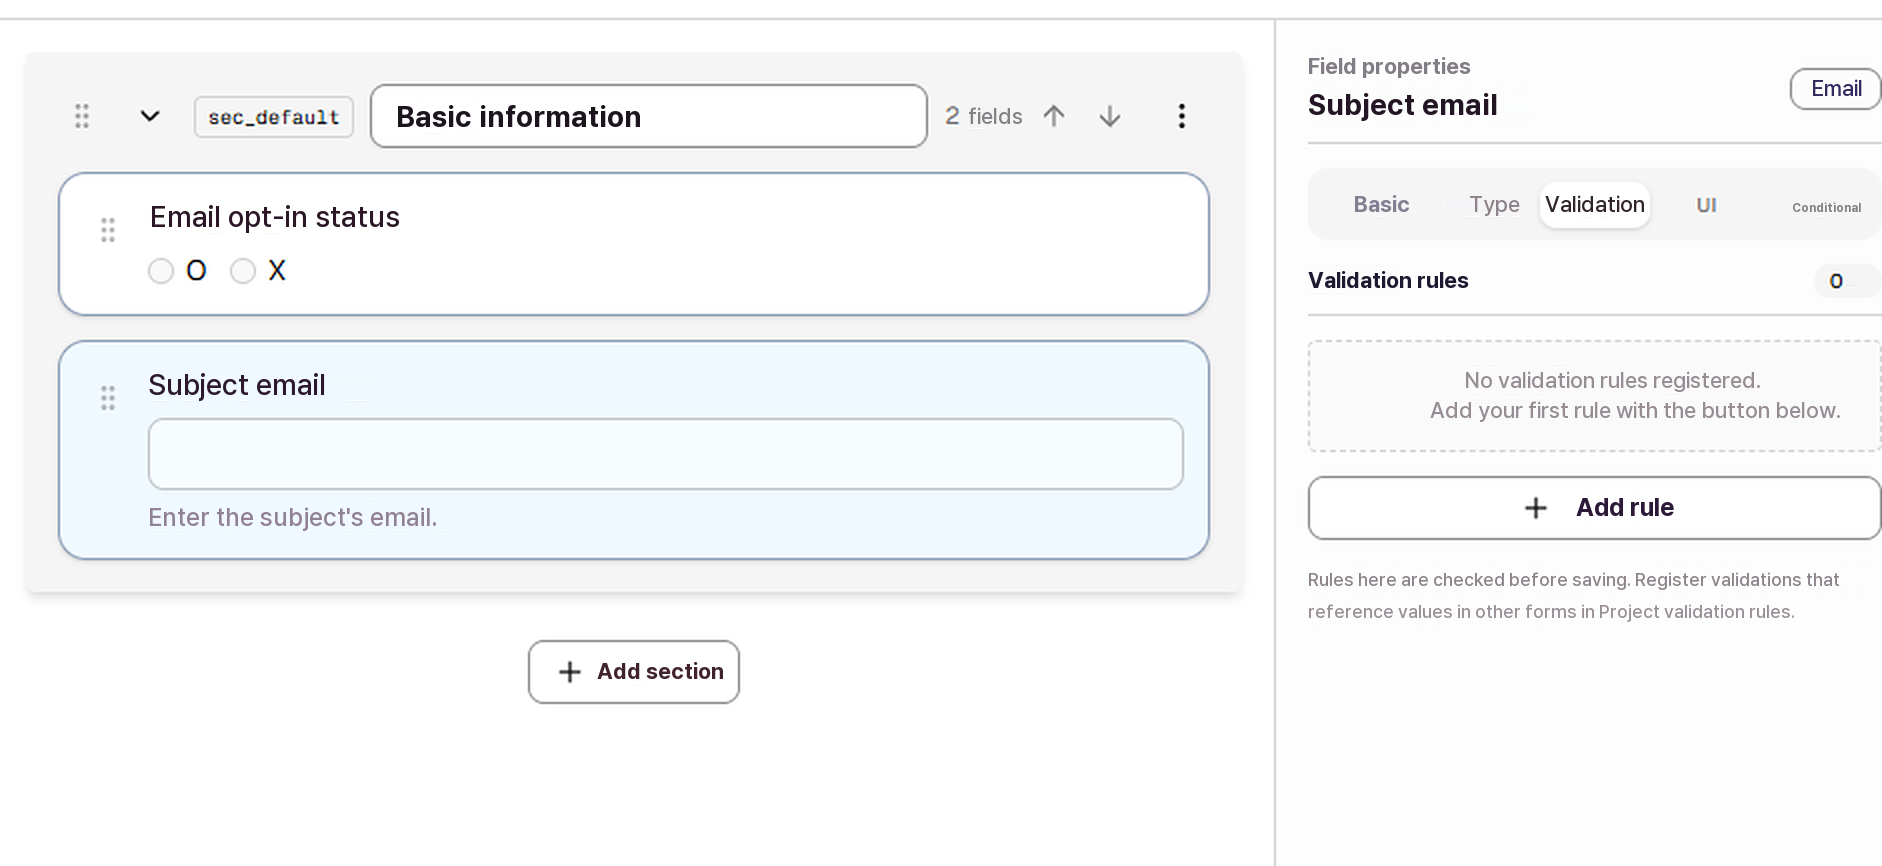 sec_default
Basic information
2 fields
Email opt-in status
O X
Subject email
Enter the subject's email.
Add section
Field properties
Subject email
Email
Basic Type Validation UI Conditional
Validation rules
0
No validation rules registered.
Add your first rule with the button below.
Add rule
Rules here are checked before saving. Register validations that
reference values in other forms in Project validation rules.